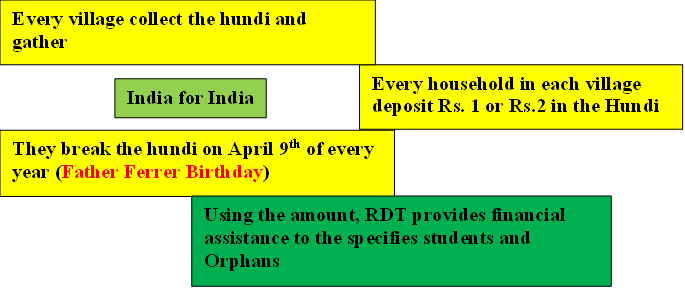 Every village collect the hundi and
gather
India for India
Every household in each village
deposit Rs. 1 or Rs.2 in the Hundi
They break the hundi on April 9th of every
year (Father Ferrer Birthday)
Using the amount, RDT provides financial
assistance to the specifies students and
Orphans